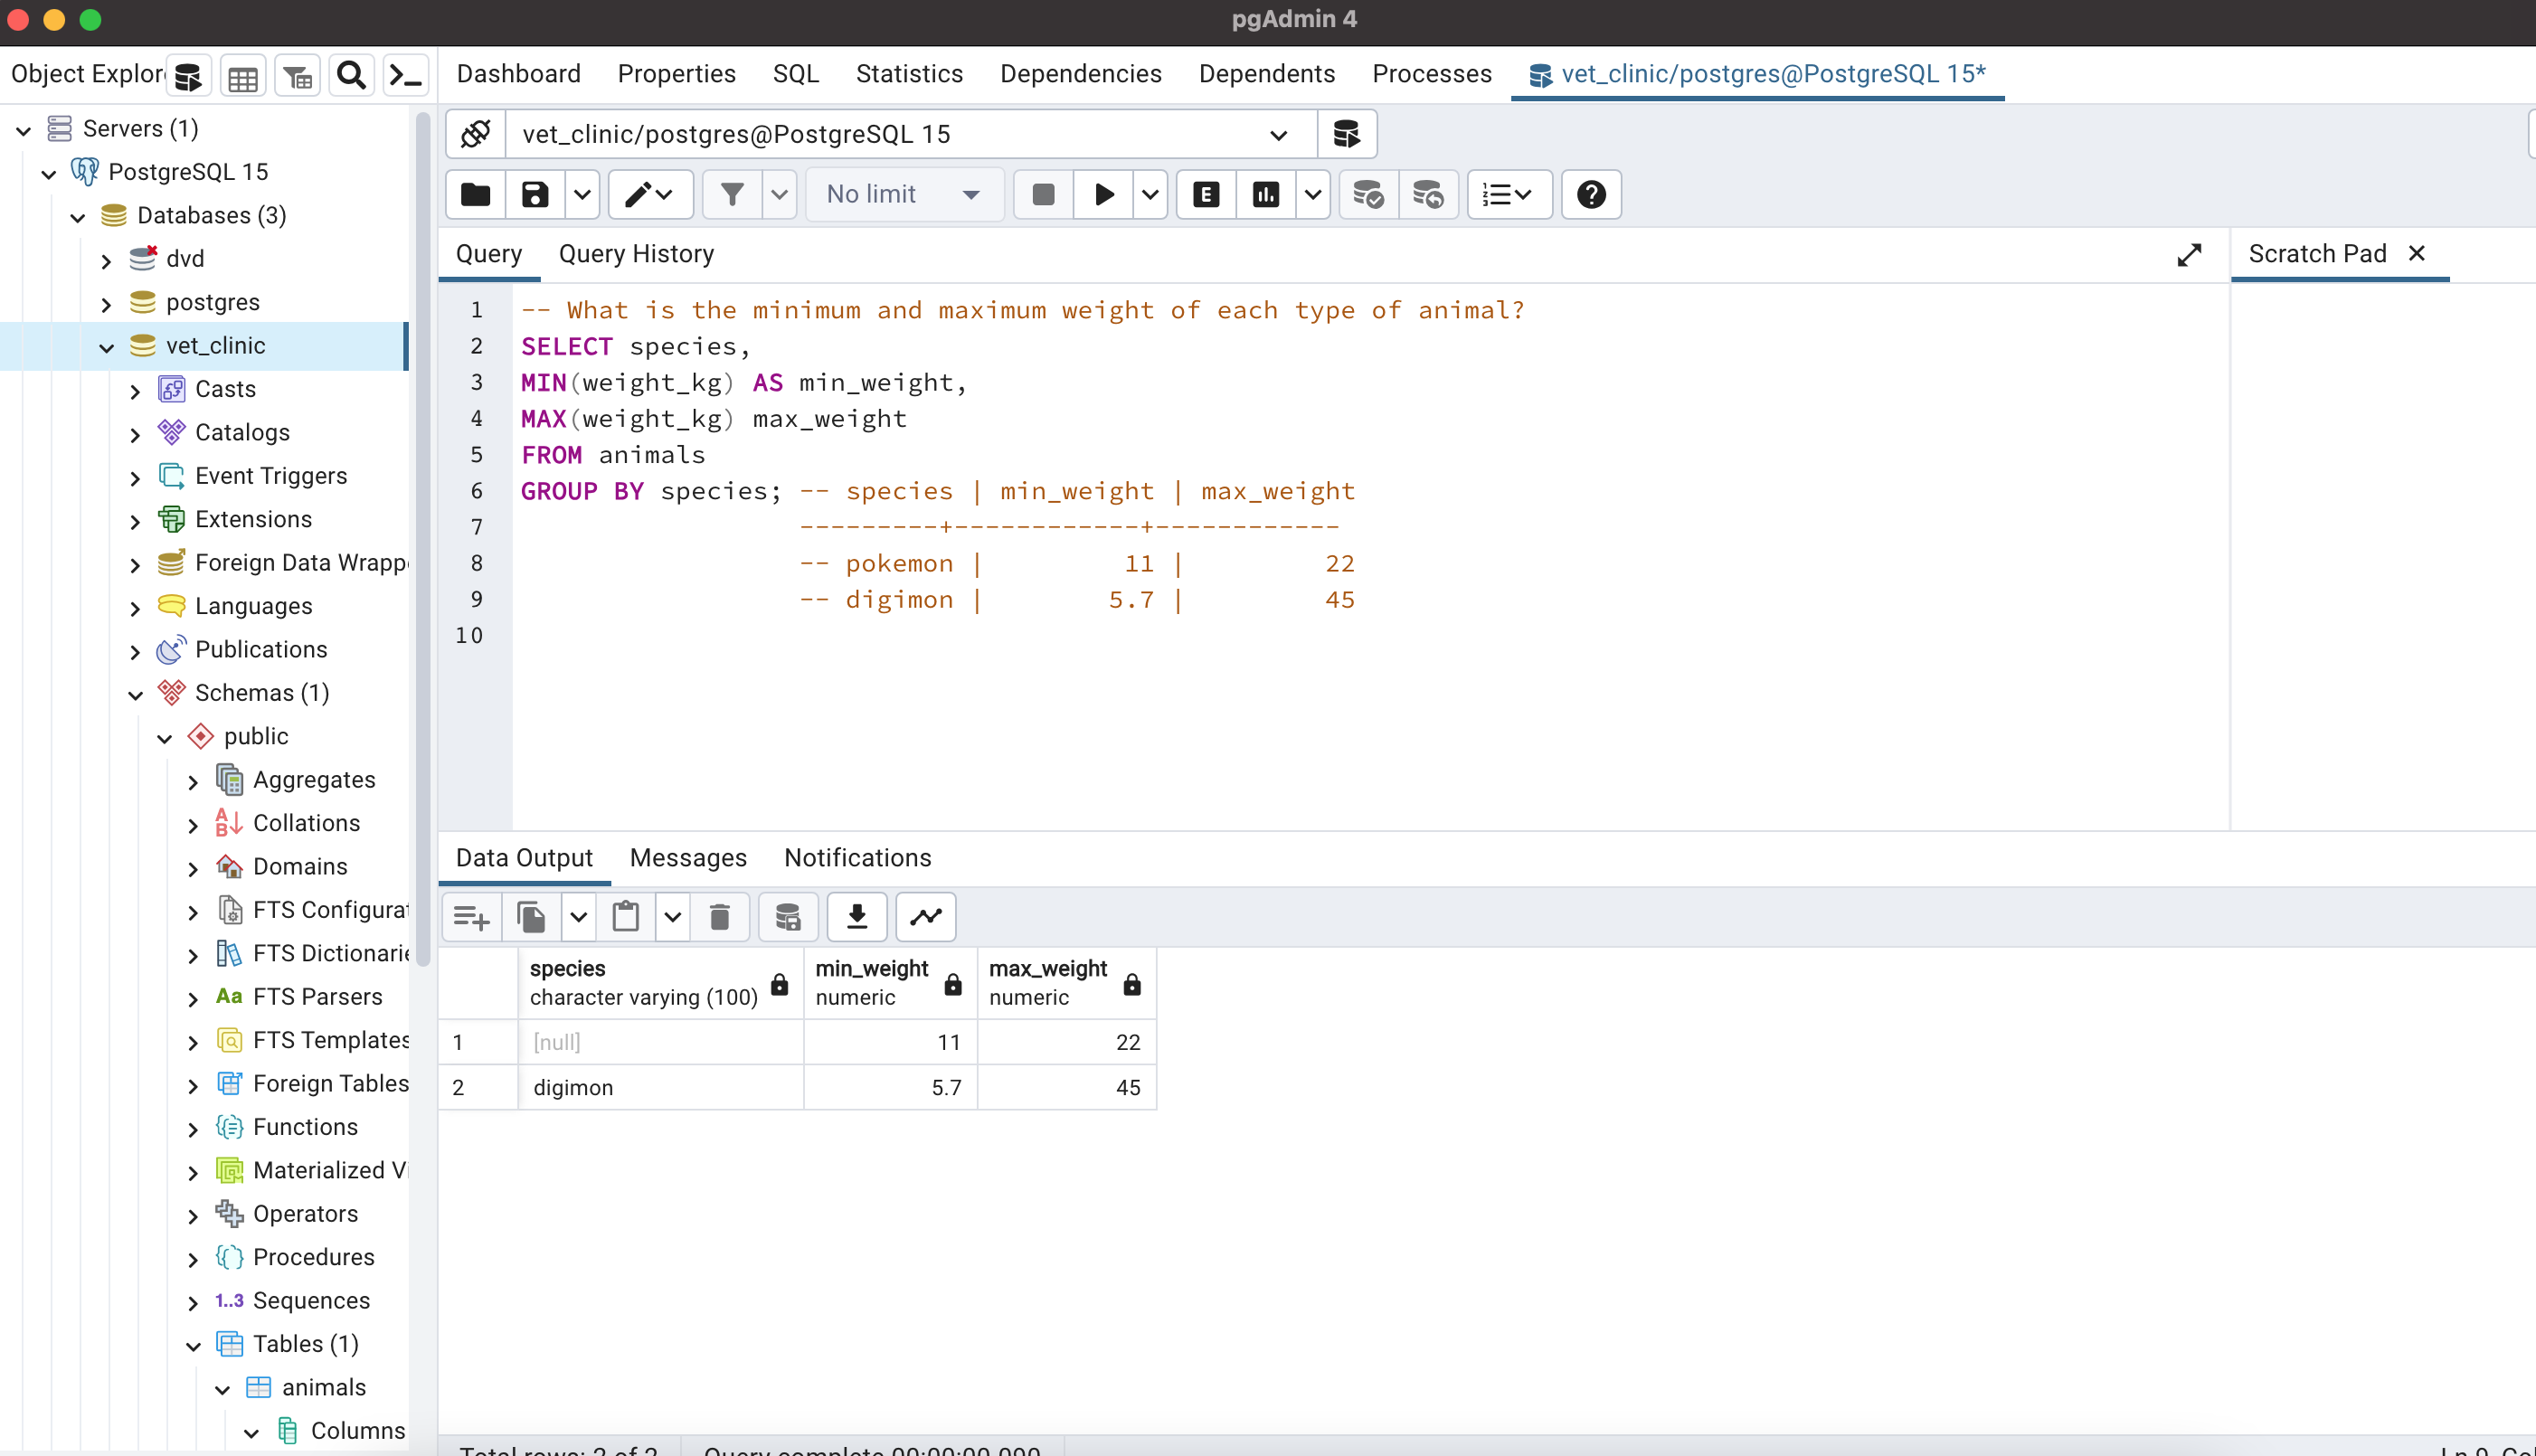 pgAdmin 4
Object Explor
Dashboard Properties SQL Statistics Dependencies Dependents Processes vet_clinic/postgres@PostgreSQL 15*
Servers (1)
PostgreSQL 15
Databases (3)
dvd
postgres
vet_clinic
Casts
Catalogs
Event Triggers
Extensions
Foreign Data Wrapp
Languages
Publications
Schemas (1)
public
Aggregates
Collations
Domains
FTS Configurat
FTS Dictionarie
Aa FTS Parsers
FTS Templates
Foreign Tables
Functions
Materialized Vi
Operators
Procedures
1..3 Sequences
Tables (1)
animals
Columns
vet_clinic/postgres@PostgreSQL 15
No limit
E
Query Query History
Scratch Pad
1 -- What is the minimum and maximum weight of each type of animal?
2 SELECT species,
3 MIN(weight_kg) AS min_weight,
4 MAX(weight_kg) max_weight
5 FROM animals
6 GROUP BY species; -- species | min_weight | max_weight
7 ---------+------------+------------
8 -- pokemon | 11 | 22
9 -- digimon | 5.7 | 45
10
Data Output Messages Notifications
species min_weight max_weight
character varying (100) numeric numeric
1 [null] 11 22
2 digimon 5.7 45
Total rows: 2 of 2 Query complete 00:00:00.090